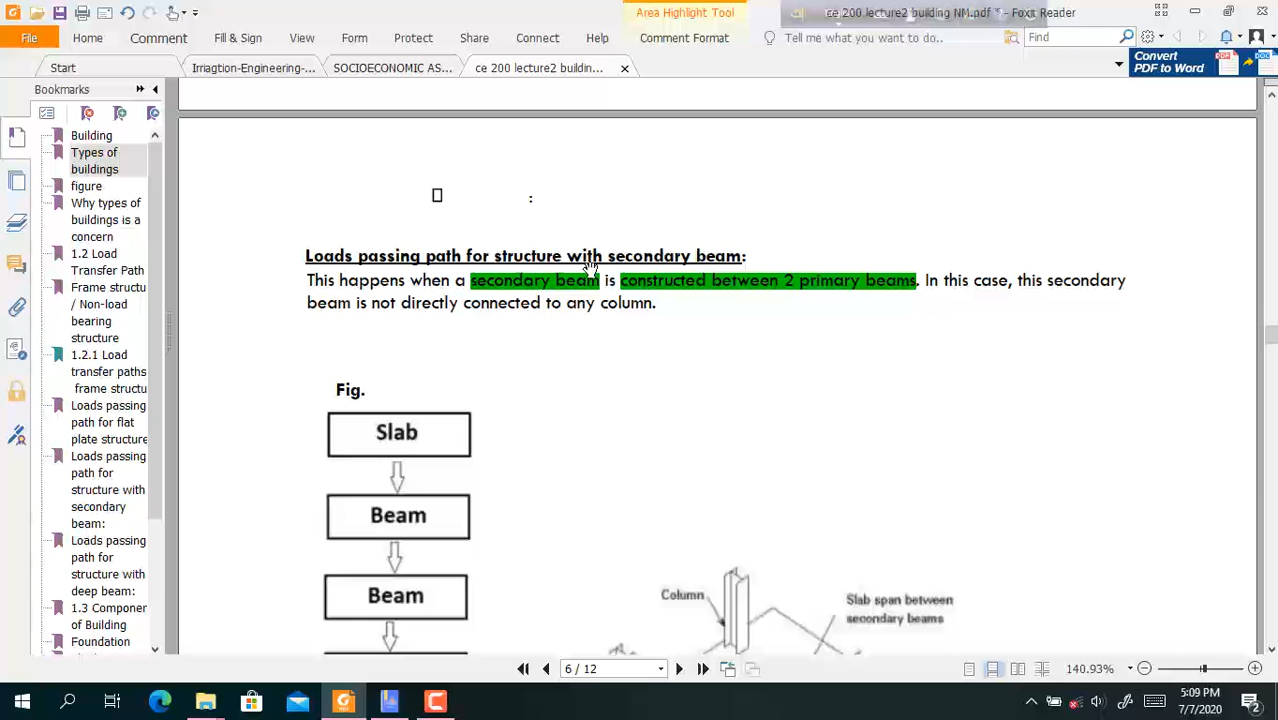 Area Highlight Tool
ce 200 lecture2 building NM.pdf * - Foxit Reader
File
Home
Comment
Fill & Sign
View
Form
Protect
Share
Connect
Help
Comment Format
Tell me what you want to do..
Find
Start
Irriagtion-Engineering-...
SOCIOECONOMIC AS...
ce 200 lecture2 buildin...
Convert
PDF to Word
Bookmarks
Building
Types of
buildings
figure
Why types of
buildings is a
concern
1.2 Load
Transfer Path
Frame structu
/ Non-load
bearing
structure
1.2.1 Load
transfer paths
frame structu
Loads passing
path for flat
plate structure
Loads passing
path for
structure with
secondary
beam:
Loads passing
path for
structure with
deep beam:
1.3 Componen
of Building
Foundation
:
Loads passing path for structure with secondary beam:
This happens when a secondary beam is constructed between 2 primary beams. In this case, this secondary
beam is not directly connected to any column.
Fig.
Slab
Beam
Beam
Column
Slab span between
secondary beams
6 / 12
140.93%
5:09 PM
7/7/2020
2